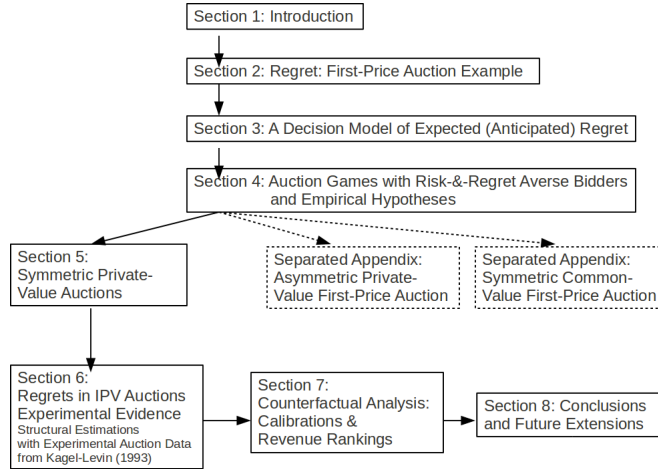 Section 1: Introduction
Section 2: Regret: First-Price Auction Example
Section 3: A Decision Model of Expected (Anticipated) Regret
Section 4: Auction Games with Risk-&-Regret Averse Bidders
and Empirical Hypotheses
Section 5:
Symmetric Private-
Value Auctions
Separated Appendix:
Asymmetric Private-
Value First-Price Auction
Separated Appendix:
Symmetric Common-
Value First-Price Auction
Section 6:
Regrets in IPV Auctions
Experimental Evidence
Structural Estimations
with Experimental Auction Data
from Kagel-Levin (1993)
Section 7:
Counterfactual Analysis:
Calibrations &
Revenue Rankings
Section 8: Conclusions
and Future Extensions